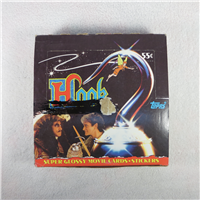 55¢
Hook
Topps
SUPER GLOSSY MOVIE CARDS • STICKERS